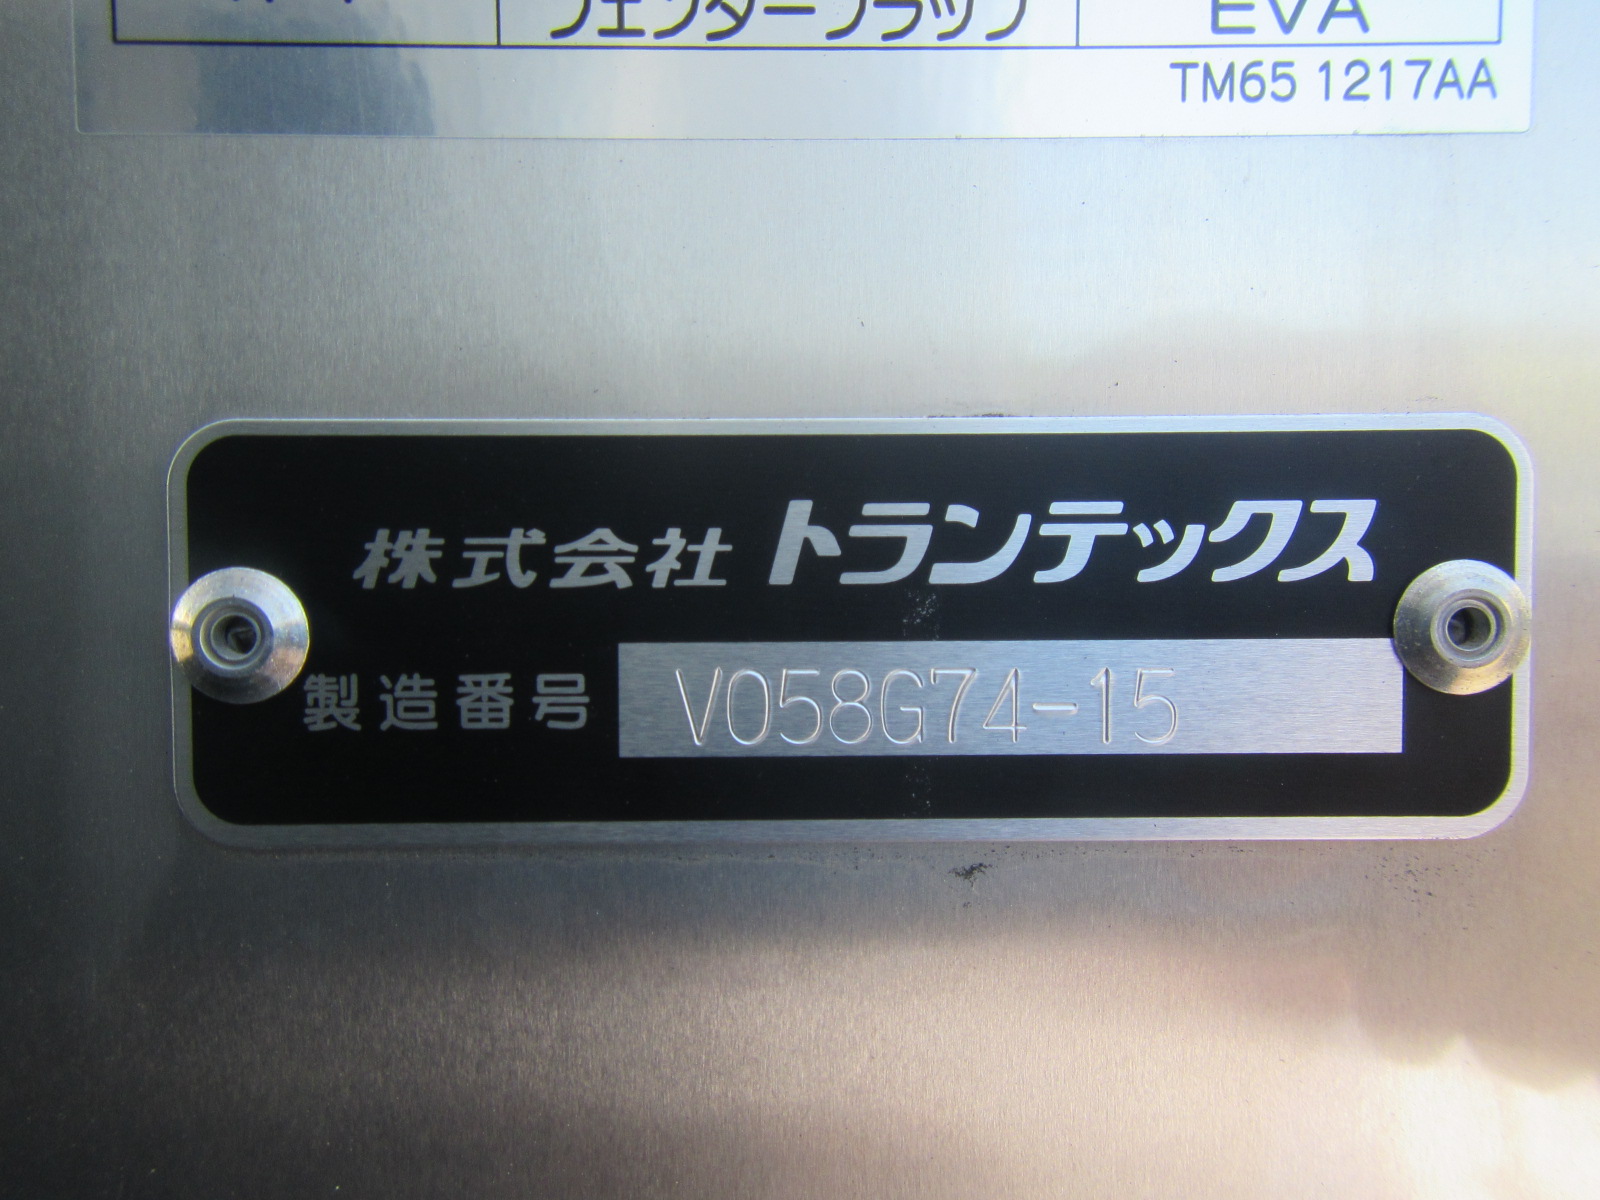 フェンダーフラップ EVA
TM65 1217AA
株式会社 トランテックス
製造番号 V058G74-15